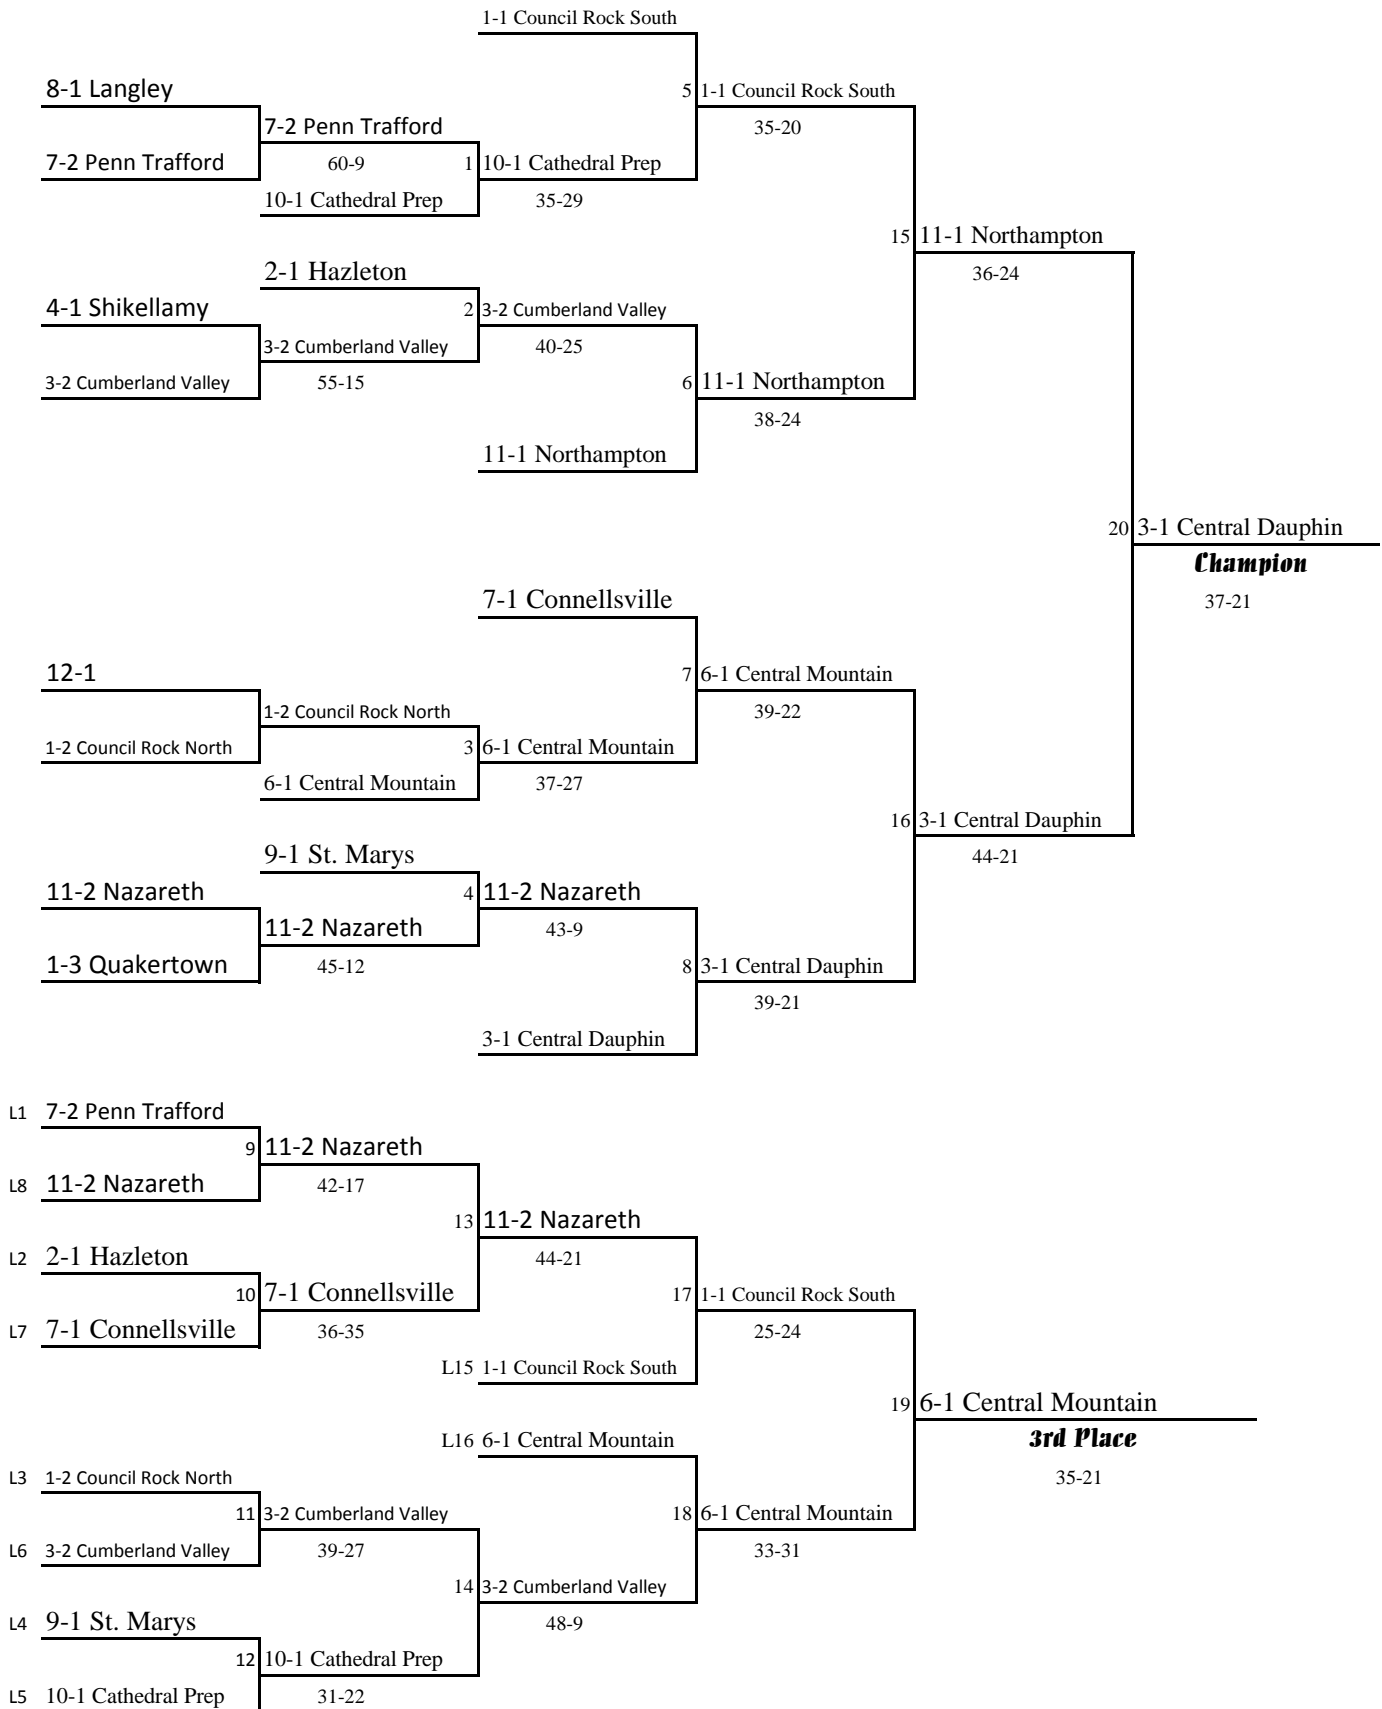 1-1 Council Rock South
8-1 Langley
5 1-1 Council Rock South
7-2 Penn Trafford
35-20
7-2 Penn Trafford
60-9
1 10-1 Cathedral Prep
10-1 Cathedral Prep
35-29
15 11-1 Northampton
2-1 Hazleton
36-24
4-1 Shikellamy
2 3-2 Cumberland Valley
3-2 Cumberland Valley
40-25
3-2 Cumberland Valley
55-15
6 11-1 Northampton
38-24
11-1 Northampton
20 3-1 Central Dauphin
Champion
7-1 Connellsville
37-21
12-1
7 6-1 Central Mountain
1-2 Council Rock North
39-22
1-2 Council Rock North
3 6-1 Central Mountain
6-1 Central Mountain
37-27
16 3-1 Central Dauphin
9-1 St. Marys
44-21
11-2 Nazareth
4 11-2 Nazareth
11-2 Nazareth
43-9
1-3 Quakertown
45-12
8 3-1 Central Dauphin
39-21
3-1 Central Dauphin
L1 7-2 Penn Trafford
9 11-2 Nazareth
L8 11-2 Nazareth
42-17
13 11-2 Nazareth
L2 2-1 Hazleton
44-21
10 7-1 Connellsville
17 1-1 Council Rock South
L7 7-1 Connellsville
36-35
25-24
L15 1-1 Council Rock South
19 6-1 Central Mountain
L16 6-1 Central Mountain
3rd Place
L3 1-2 Council Rock North
35-21
11 3-2 Cumberland Valley
18 6-1 Central Mountain
L6 3-2 Cumberland Valley
39-27
33-31
14 3-2 Cumberland Valley
L4 9-1 St. Marys
48-9
12 10-1 Cathedral Prep
L5 10-1 Cathedral Prep
31-22